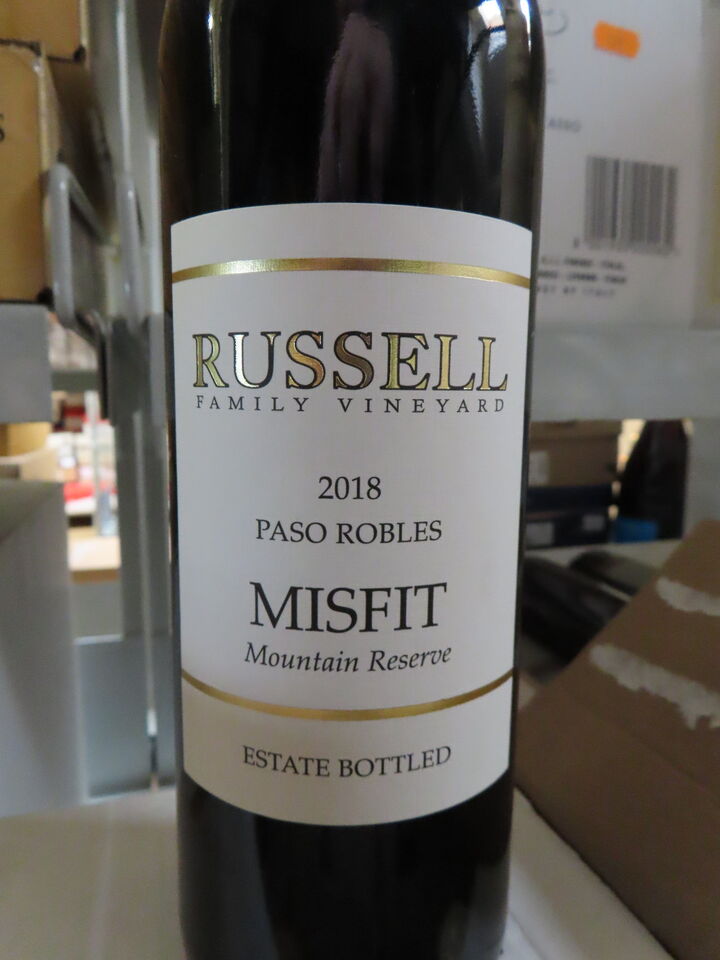 RUSSELL
FAMILY VINEYARD
2018
PASO ROBLES
MISFIT
Mountain Reserve
ESTATE BOTTLED